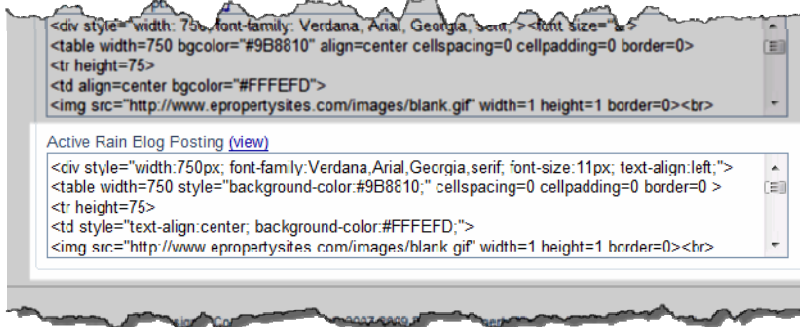 <div style="width: 750
<table width=750 bgcolor="#9B8810" align=center cellspacing=0 cellpadding=0 border=0>
<tr height=75>
<td align=center bgcolor="#FFFEFD">
<img src="http://www.epropertysites.com/images/blank.gif" width=1 height=1 border=0><br>
Active Rain Blog Posting (view)
<div style="width:750px; font-family:Verdana,Arial,Georgia,serif; font-size:11px; text-align:left;">
<table width=750 style="background-color:#9B8810;" cellspacing=0 cellpadding=0 border=0 >
<tr height=75>
<td style="text-align:center; background-color:#FFFEFD;">
<img src="http://www.epropertysites.com/images/blank.gif" width=1 height=1 border=0><br>